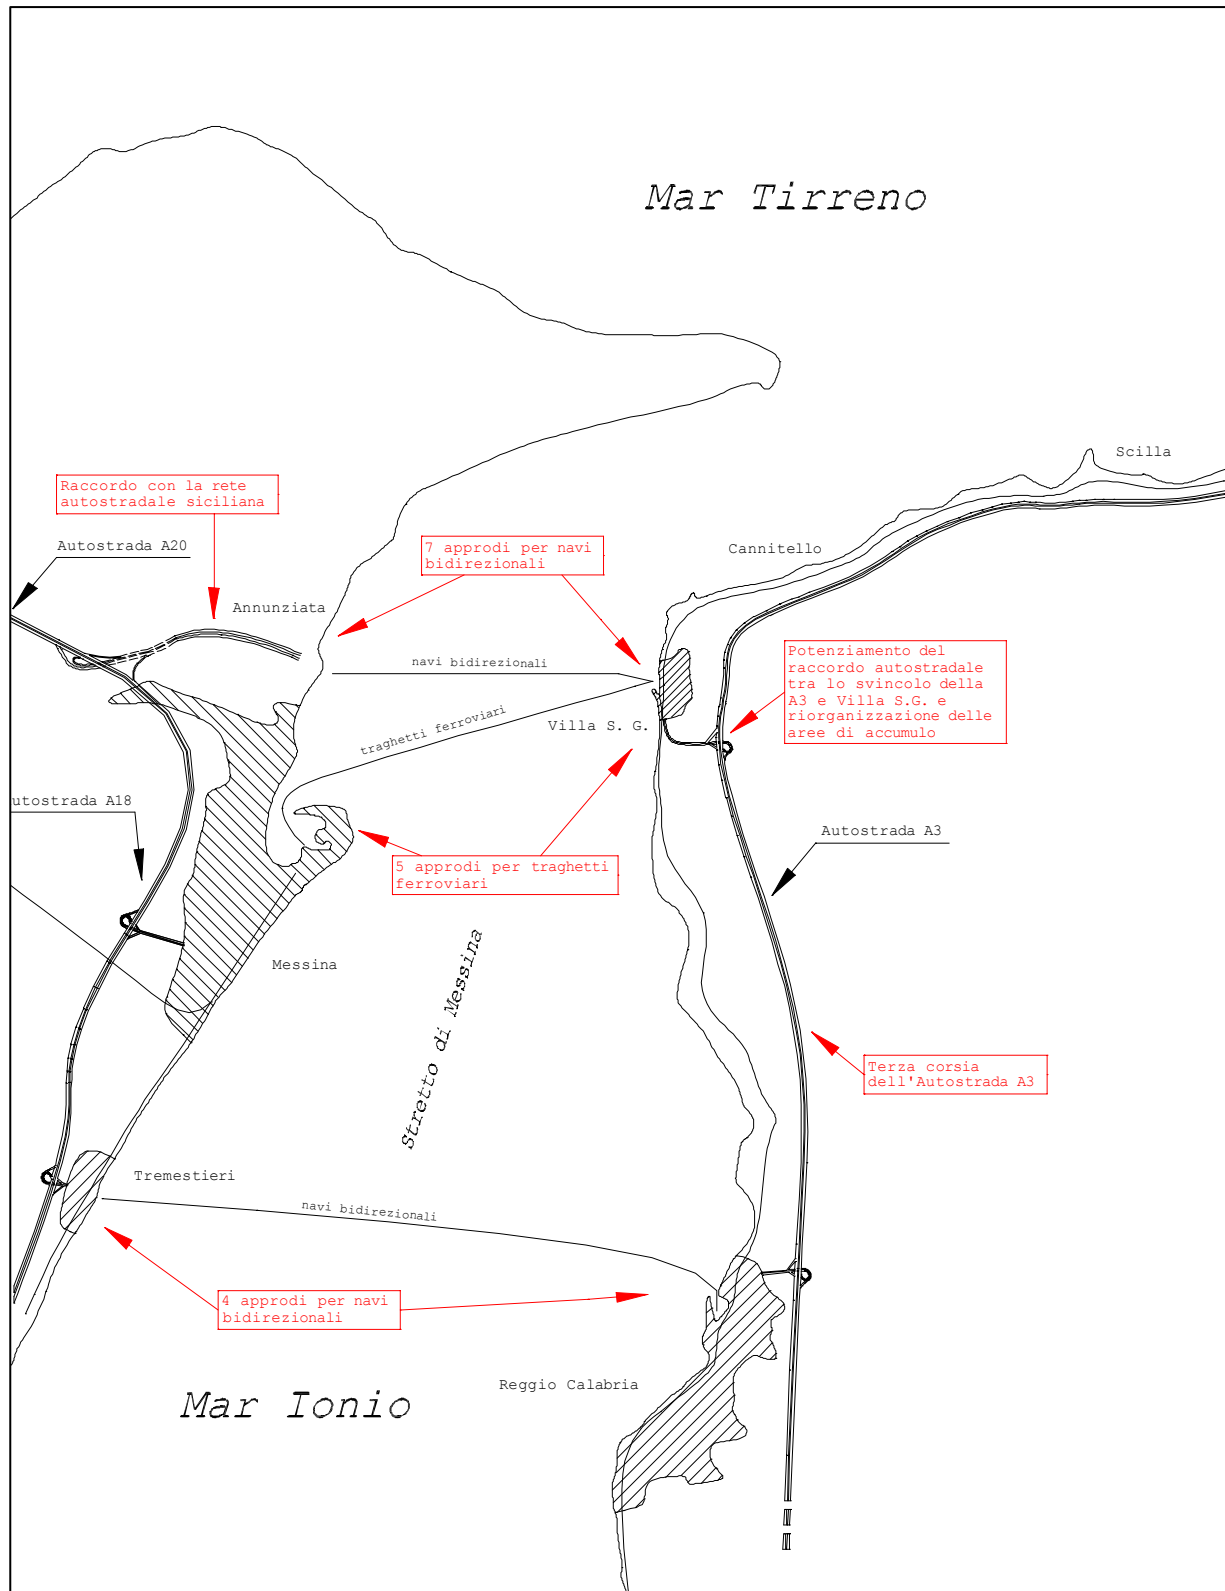 Mar Tirreno
Scilla
Raccordo con la rete
autostradale siciliana
Autostrada A20
7 approdi per navi
bidirezionali
Cannitello
Annunziata
navi bidirezionali
Potenziamento del
raccordo autostradale
tra lo svincolo della
A3 e Villa S.G. e
riorganizzazione delle
aree di accumulo
traghetti ferroviari
Villa S. G.
utostrada A18
Autostrada A3
5 approdi per traghetti
ferroviari
Messina
Stretto di Messina
Terza corsia
dell'Autostrada A3
Tremestieri
navi bidirezionali
4 approdi per navi
bidirezionali
Reggio Calabria
Mar Ionio